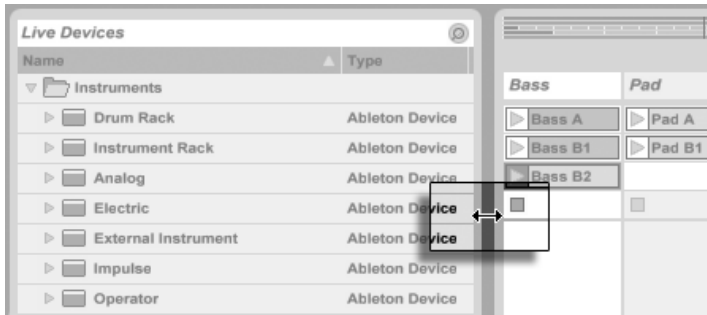 Live Devices
Name Type
Instruments
Drum Rack Ableton Device
Instrument Rack Ableton Device
Analog Ableton Device
Electric Ableton Device
External Instrument Ableton Device
Impulse Ableton Device
Operator Ableton Device
Bass Pad
Bass A Pad A
Bass B1 Pad B1
Bass B2